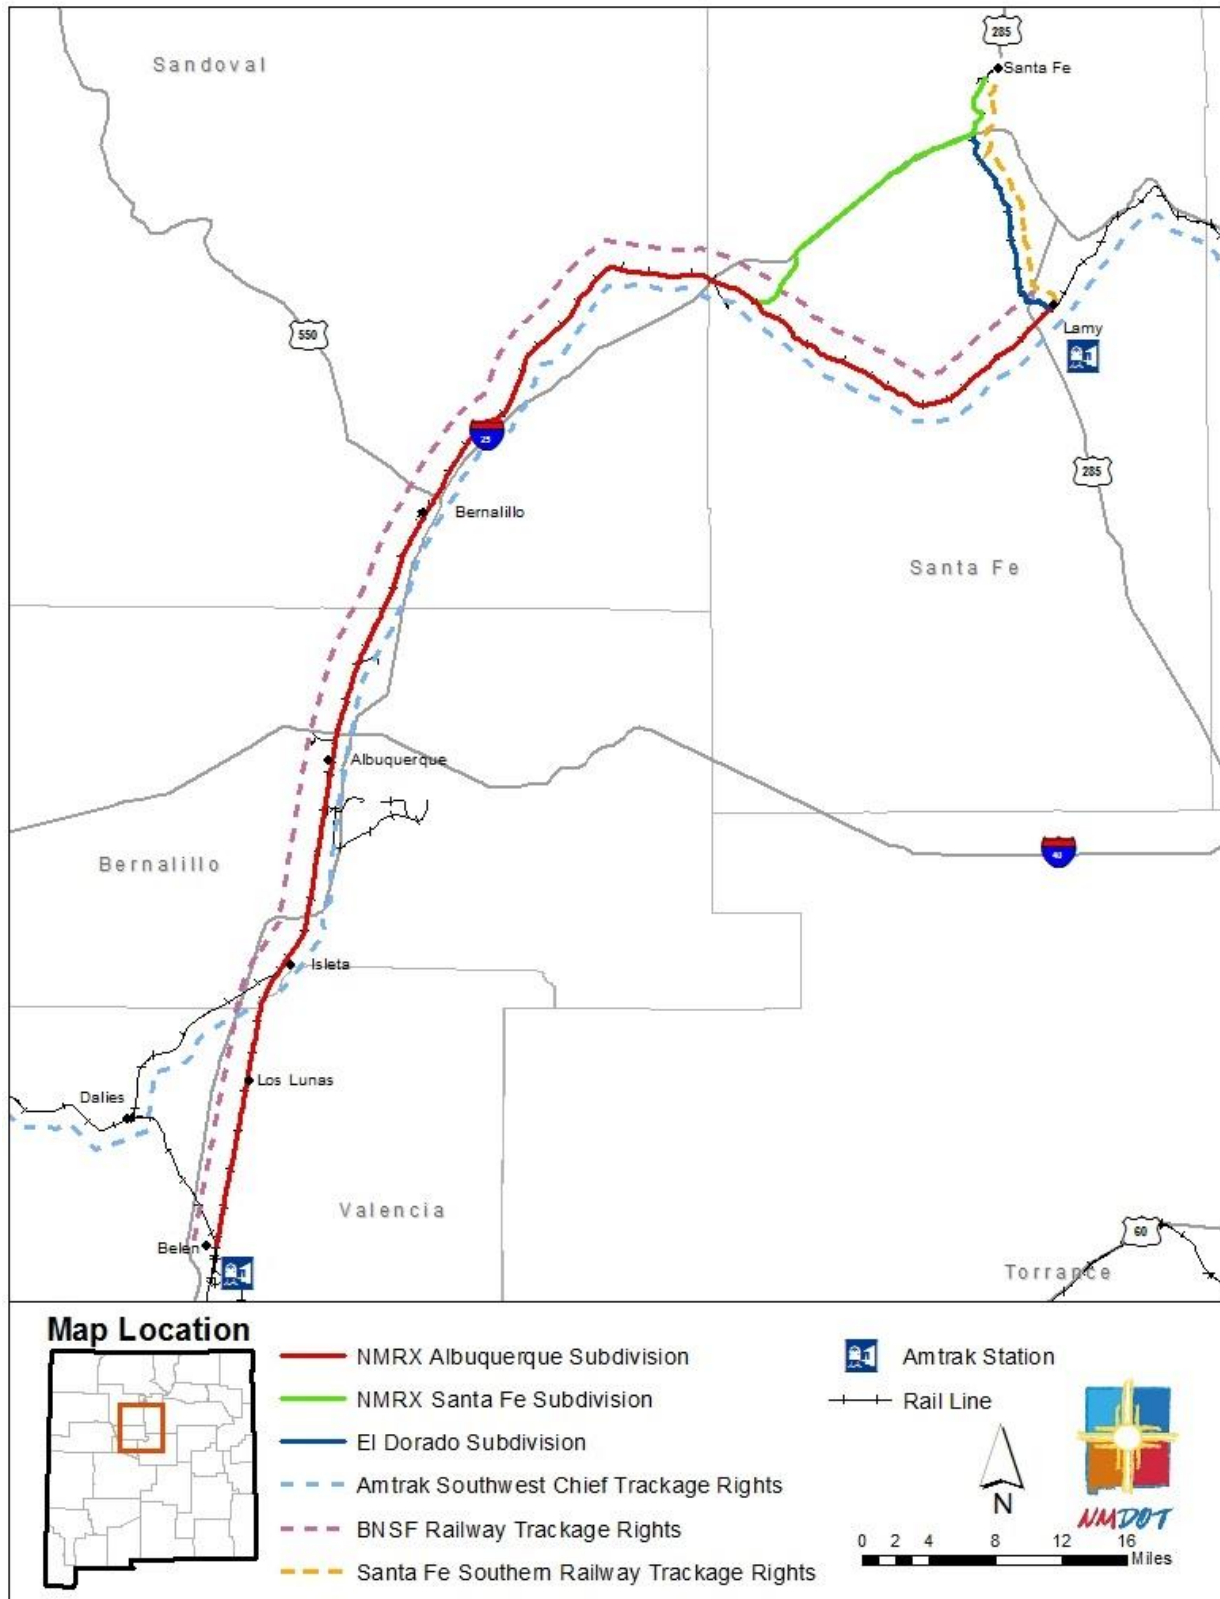 Sandoval
285
Santa Fe
550
Lamy
25
285
Bernalillo
Santa Fe
Albuquerque
40
Bernalillo
Isleta
Los Lunas
Dalies
Valencia
Belen
60
Torrance
Map Location
NMRX Albuquerque Subdivision
NMRX Santa Fe Subdivision
El Dorado Subdivision
Amtrak Southwest Chief Trackage Rights
BNSF Railway Trackage Rights
Santa Fe Southern Railway Trackage Rights
Amtrak Station
Rail Line
N
NMDOT
0 2 4 8 12 16
Miles